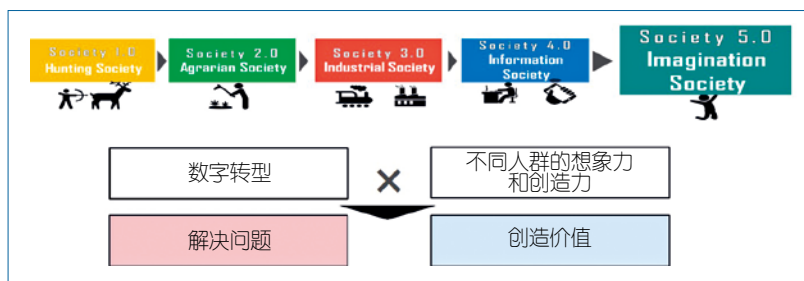 Society 1.0
Hunting Society
Society 2.0
Agrarian Society
Society 3.0
Industrial Society
Society 4.0
Information
Society
Society 5.0
Imagination
Society
数字转型
×
不同人群的想象力
和创造力
解决问题
创造价值